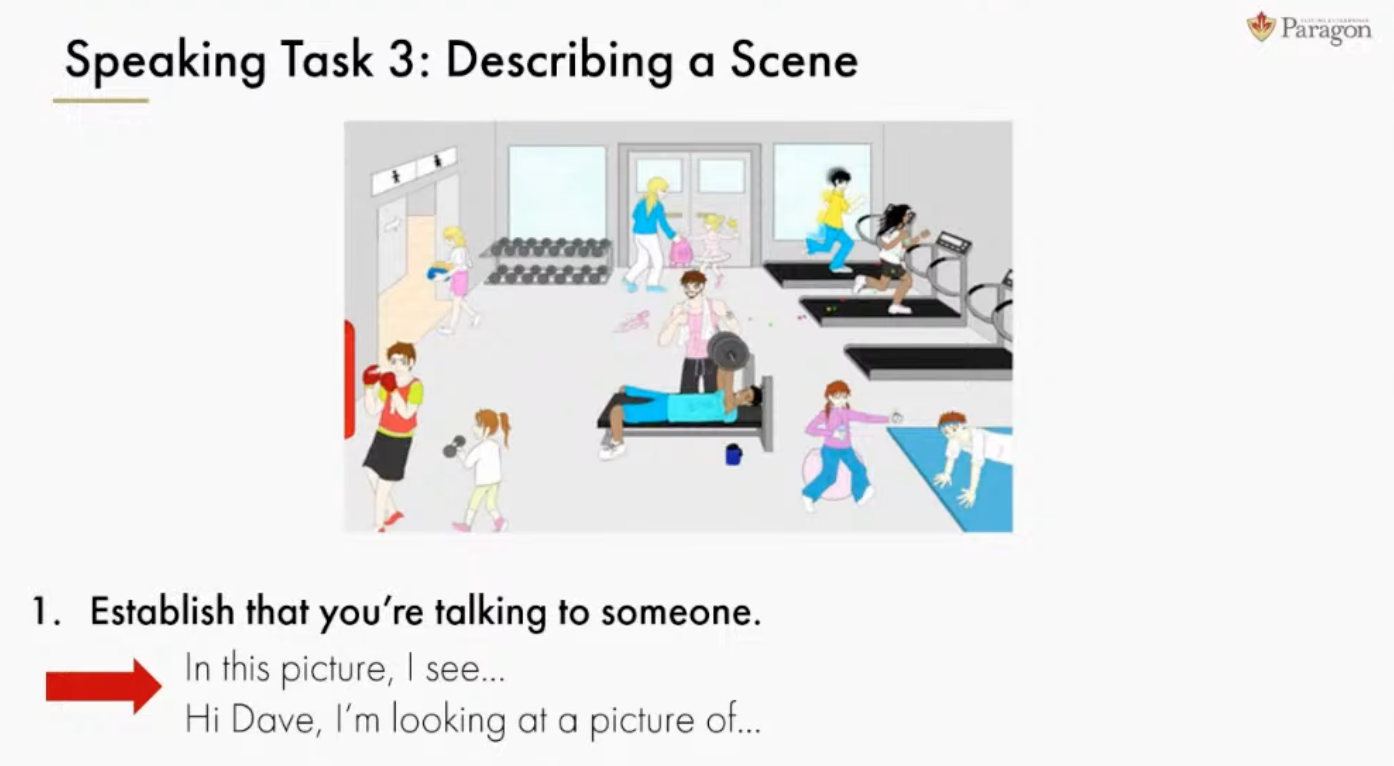 Paragon
Speaking Task 3: Describing a Scene
1. Establish that you're talking to someone.
In this picture, I see...
Hi Dave, I'm looking at a picture of...